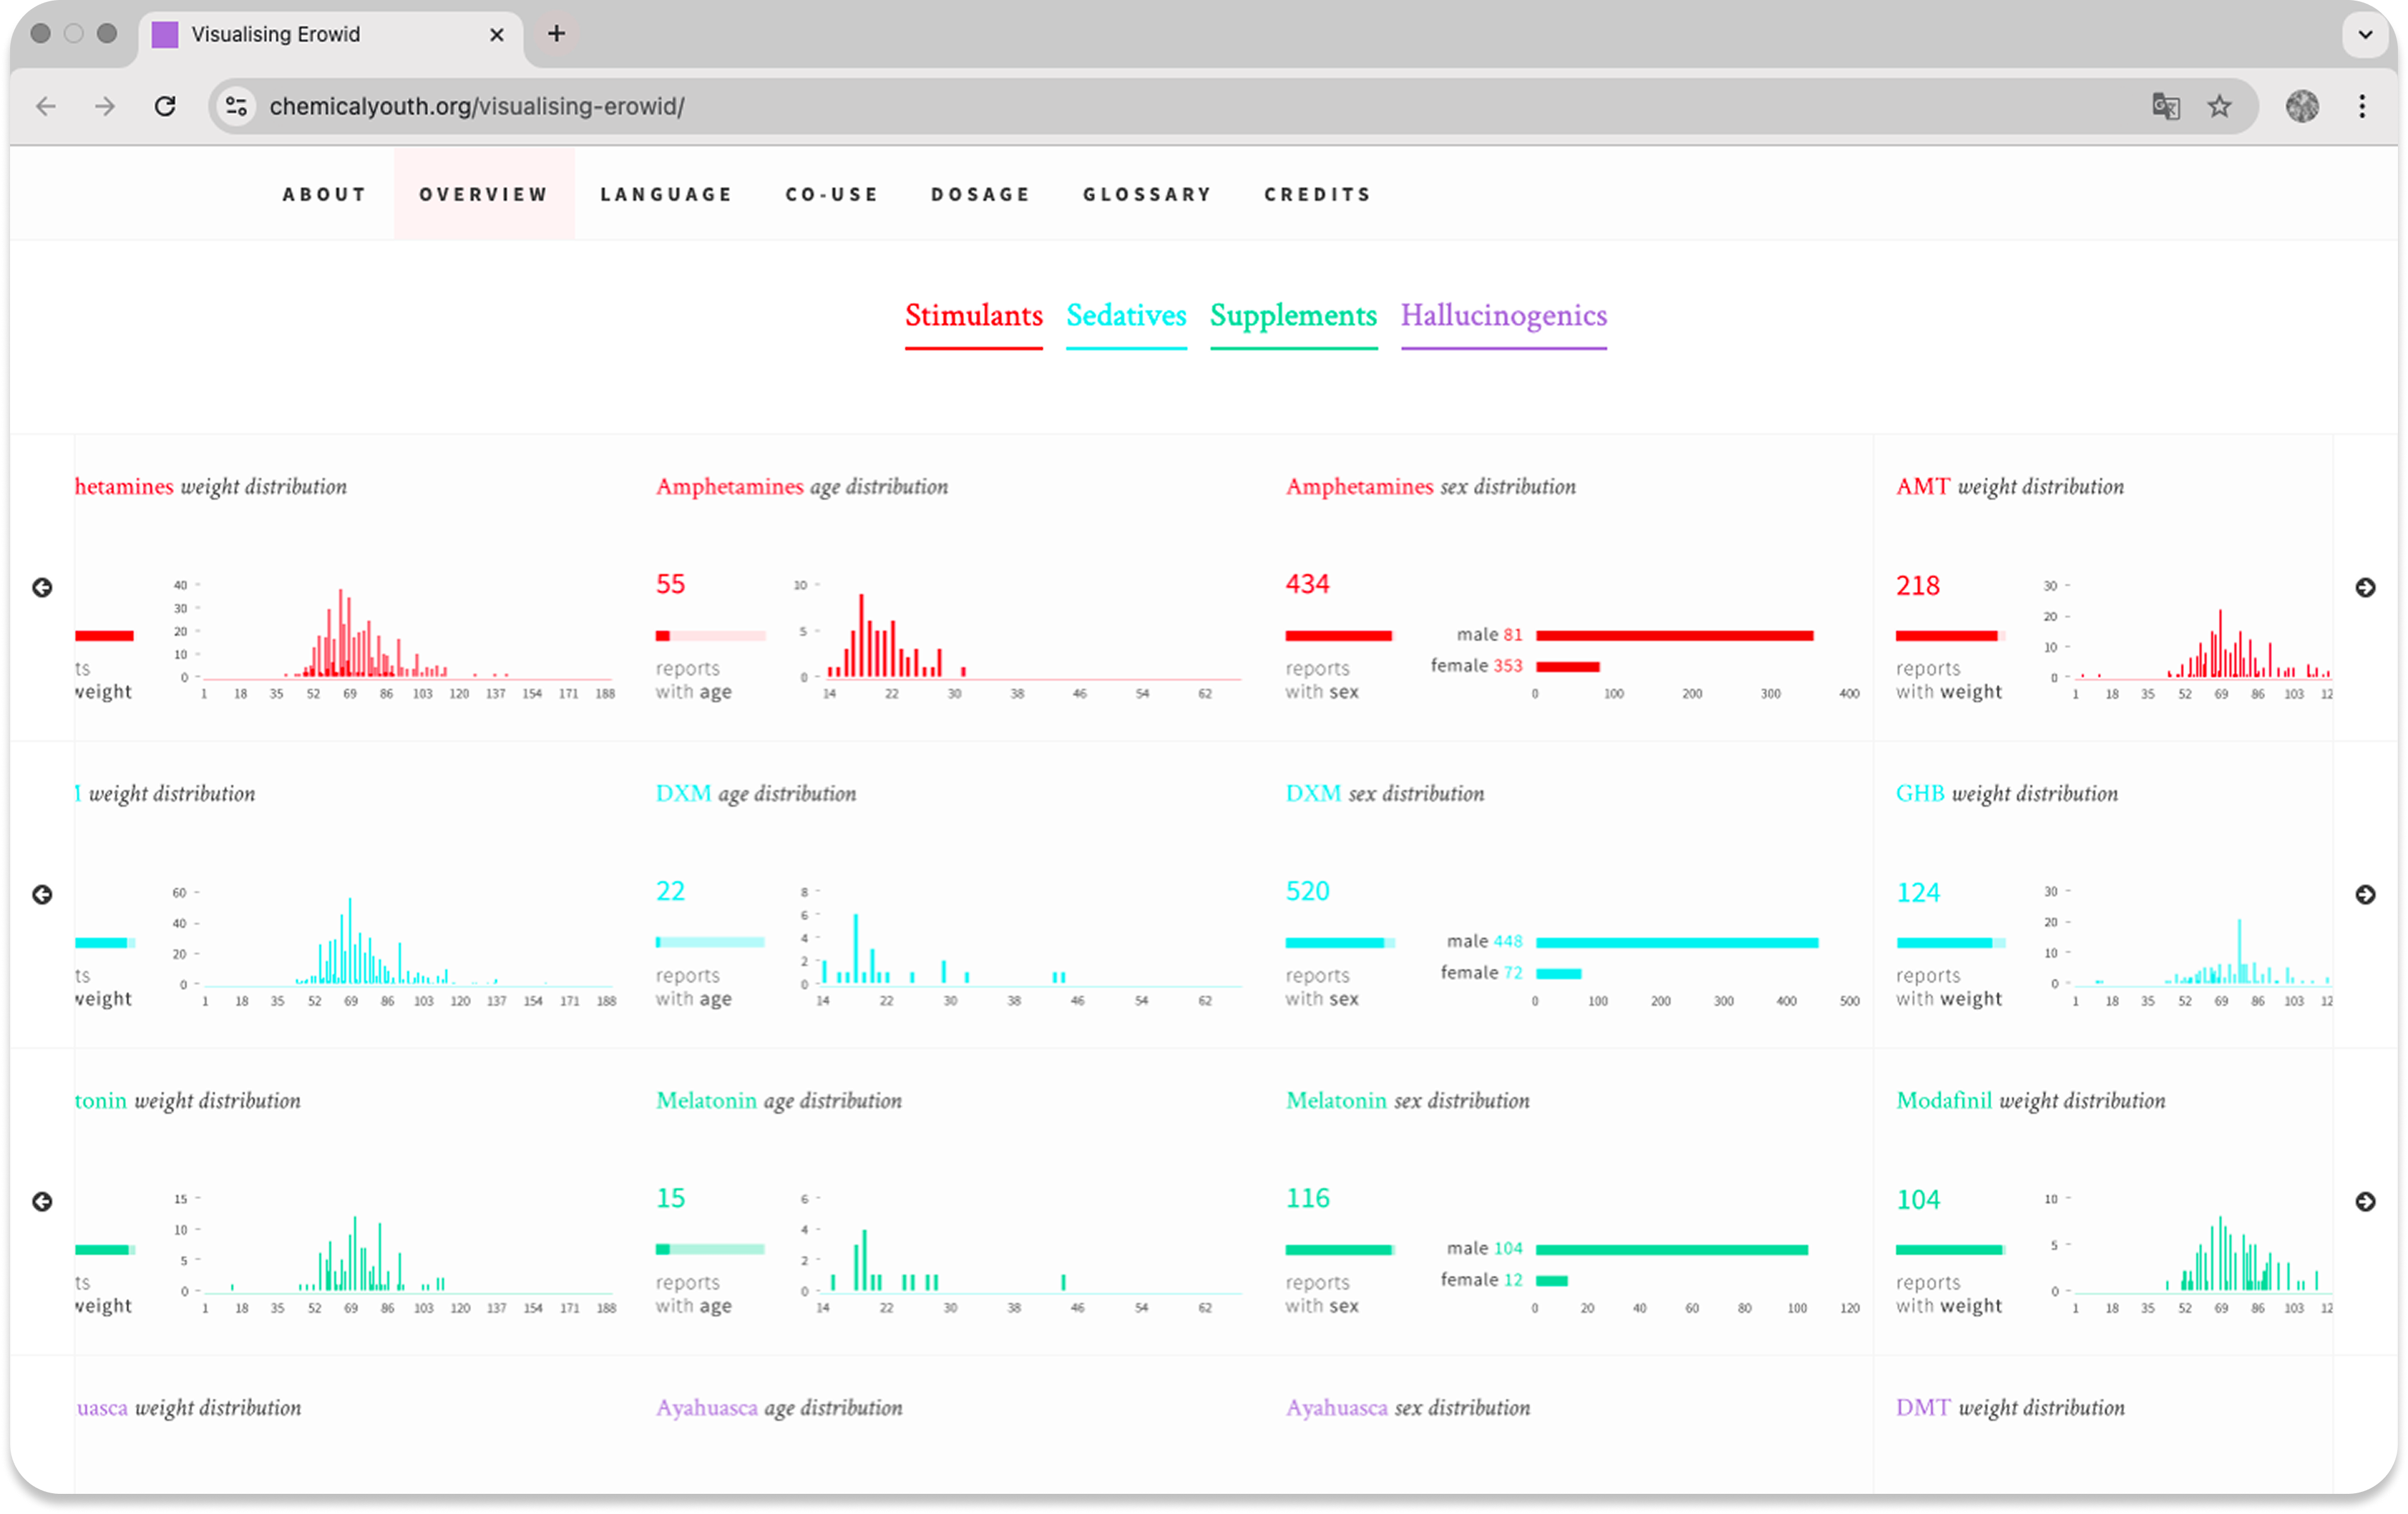 Visualising Erowid
chemicalyouth.org/visualising-erowid/
ABOUT OVERVIEW LANGUAGE CO-USE DOSAGE GLOSSARY CREDITS
Stimulants Sedatives Supplements Hallucinogenics
hetamines weight distribution
40
30
20
10
0
1 18 35 52 69 86 103 120 137 154 171 188
ts
weight
Amphetamines age distribution
55
reports
with age
10
5
0
14 22 30 38 46 54 62
Amphetamines sex distribution
434
reports
with sex
male 81
female 353
0 100 200 300 400
AMT weight distribution
218
reports
with weight
30
20
10
0
1 18 35 52 69 86 103 12
weight distribution
60
40
20
0
1 18 35 52 69 86 103 120 137 154 171 188
ts
weight
DXM age distribution
22
reports
with age
8
6
4
2
0
14 22 30 38 46 54 62
DXM sex distribution
520
reports
with sex
male 448
female 72
0 100 200 300 400 500
GHB weight distribution
124
reports
with weight
30
20
10
0
1 18 35 52 69 86 103 12
tonin weight distribution
15
10
5
0
1 18 35 52 69 86 103 120 137 154 171 188
ts
weight
Melatonin age distribution
15
reports
with age
6
4
2
0
14 22 30 38 46 54 62
Melatonin sex distribution
116
reports
with sex
male 104
female 12
0 20 40 60 80 100 120
Modafinil weight distribution
104
reports
with weight
10
5
0
1 18 35 52 69 86 103 12
uasca weight distribution
Ayahuasca age distribution
Ayahuasca sex distribution
DMT weight distribution